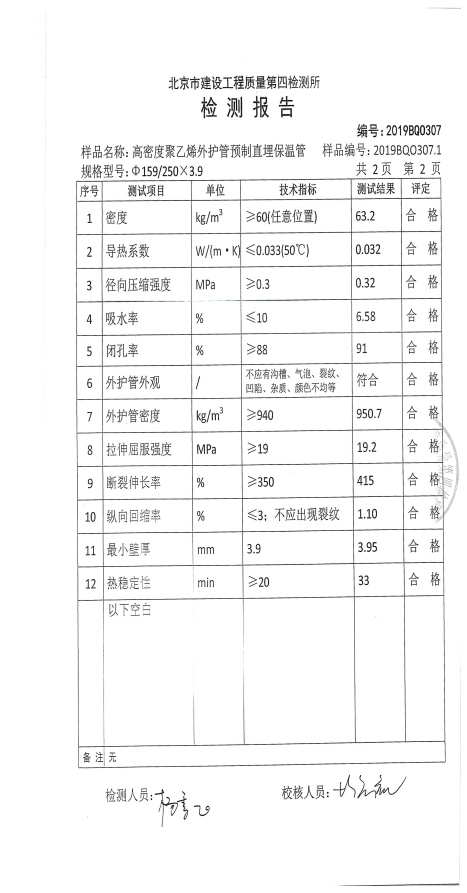 北京市建设工程质量第四检测所
检测报告
编号：2019BQ0307
样品名称：高密度聚乙烯外护管预制直埋保温管 样品编号：2019BQO307.1
规格型号：Φ159/250×3.9 共 2 页 第 2 页
序号 测试项目 单位 技术指标 测试结果 评定
1 密度 kg/m³ ≥60(任意位置) 63.2 合格
2 导热系数 W/(m·K) ≤0.033(50℃) 0.032 合格
3 径向压缩强度 MPa ≥0.3 0.32 合格
4 吸水率 % ≤10 6.58 合格
5 闭孔率 % ≥88 91 合格
6 外护管外观 / 不应有沟槽、气泡、裂纹、 符合 合格
凹陷、杂质、颜色不均等
7 外护管密度 kg/m³ ≥940 950.7 合格
8 拉伸屈服强度 MPa ≥19 19.2 合格
9 断裂伸长率 % ≥350 415 合格
10 纵向回缩率 % ≤3；不应出现裂纹 1.10 合格
11 最小壁厚 mm 3.9 3.95 合格
12 热稳定性 min ≥20 33 合格
以下空白
备注 无
检测人员： 校核人员：